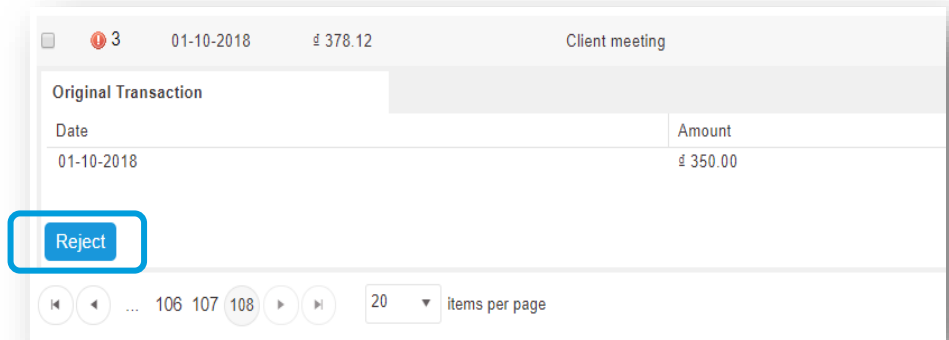 3 01-10-2018 ₫ 378.12 Client meeting
Original Transaction
Date Amount
01-10-2018 ₫ 350.00
Reject
... 106 107 108 20 items per page